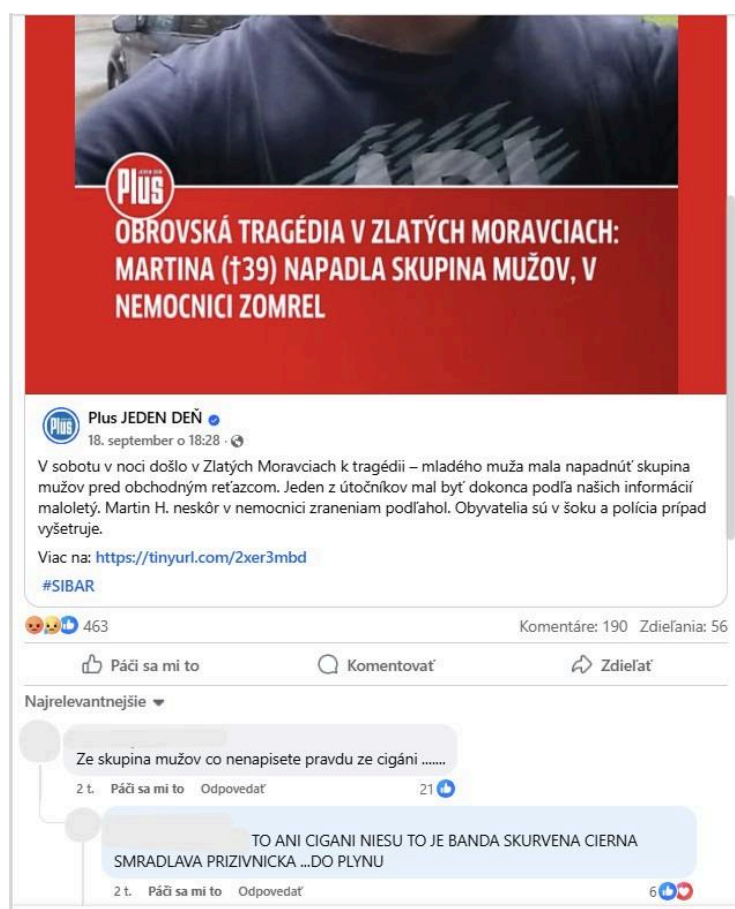 Plus
JEDEN DEŇ
OBROVSKÁ TRAGÉDIA V ZLATÝCH MORAVCIACH:
MARTINA (†39) NAPADLA SKUPINA MUŽOV, V
NEMOCNICI ZOMREL
Plus
Plus JEDEN DEŇ
18. september o 18:28 ·
V sobotu v noci došlo v Zlatých Moravciach k tragédii – mladého muža mala napadnúť skupina
mužov pred obchodným reťazcom. Jeden z útočníkov mal byť dokonca podľa našich informácií
maloletý. Martin H. neskôr v nemocnici zraneniam podľahol. Obyvatelia sú v šoku a polícia prípad
vyšetruje.
Viac na: https://tinyurl.com/2xer3mbd
#SIBAR
463 Komentáre: 190 Zdieľania: 56
Páči sa mi to Komentovať Zdieľať
Najrelevantnejšie
Ze skupina mužov co nenapisete pravdu ze cigáni .......
2 t. Páči sa mi to Odpovedať 21
TO ANI CIGANI NIESU TO JE BANDA SKURVENA CIERNA
SMRADLAVA PRIZIVNICKA ...DO PLYNU
2 t. Páči sa mi to Odpovedať 6